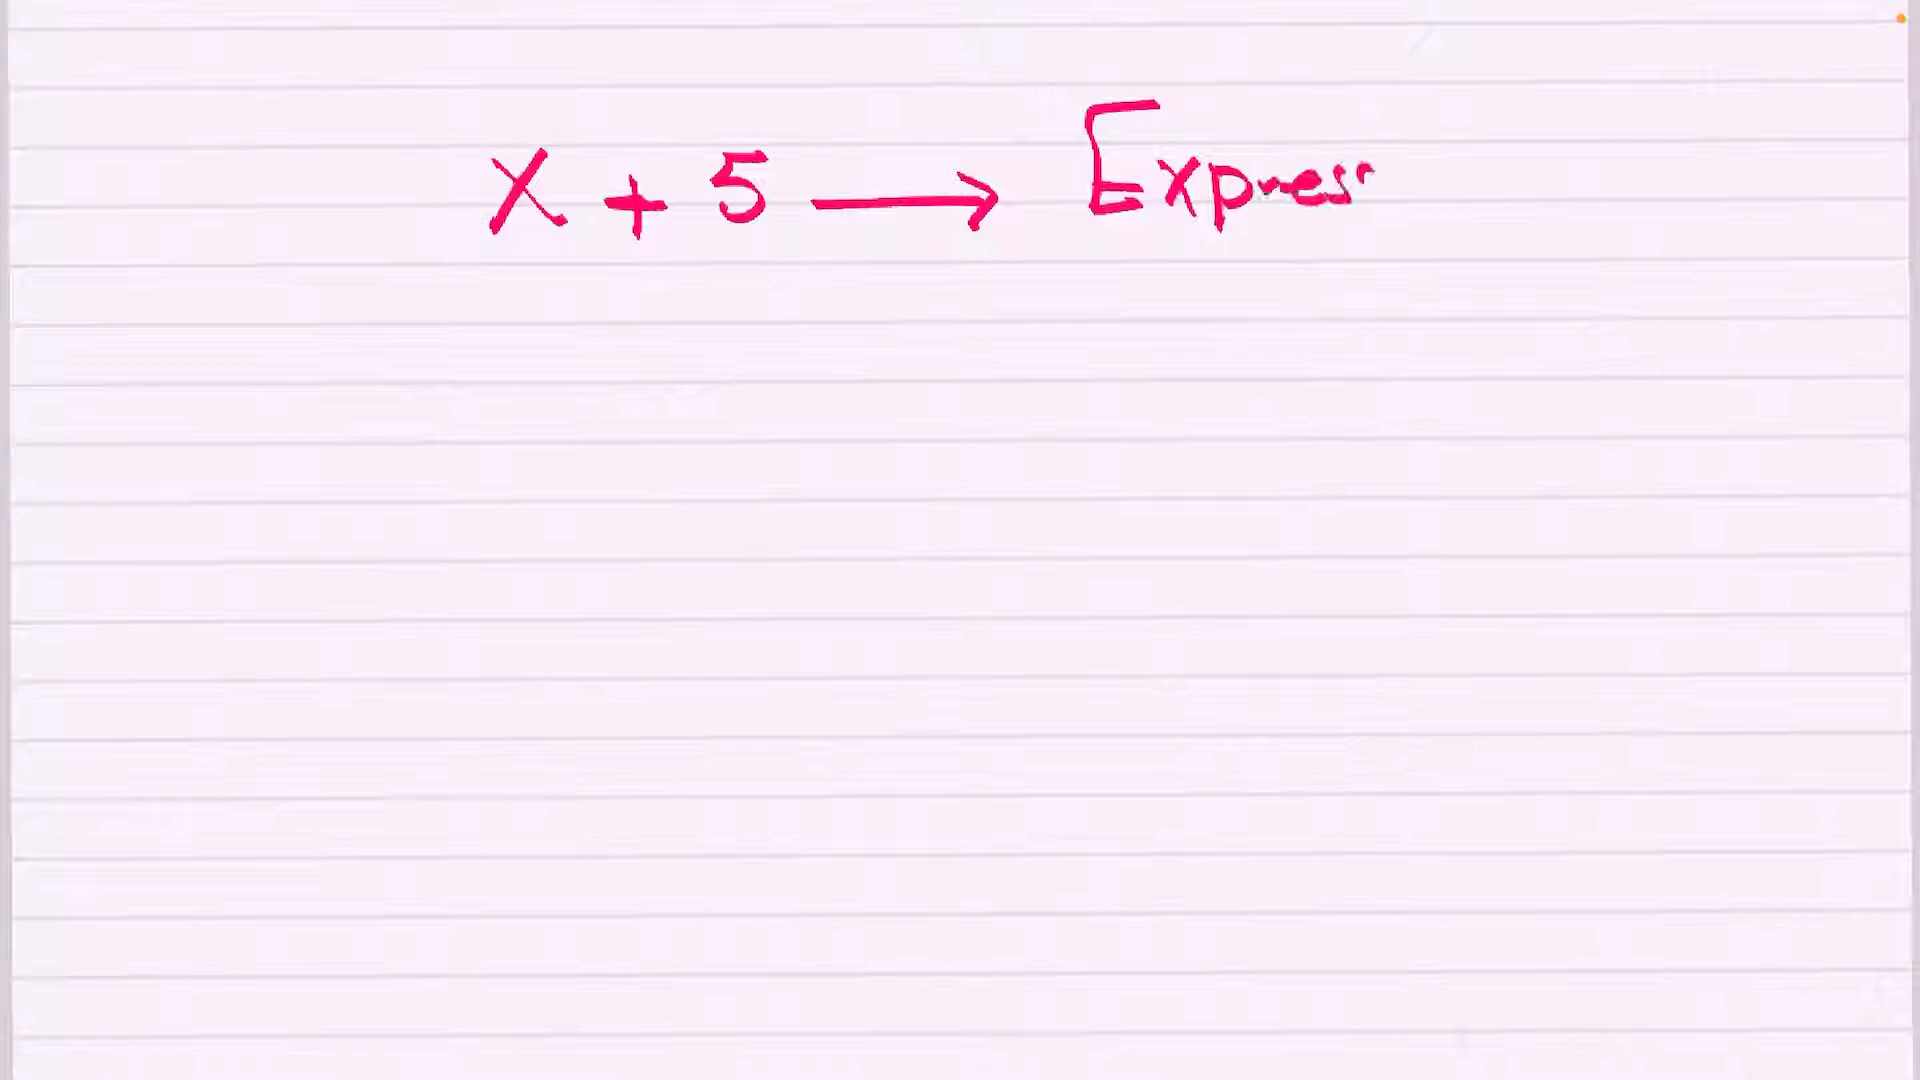 X + 5 → Express